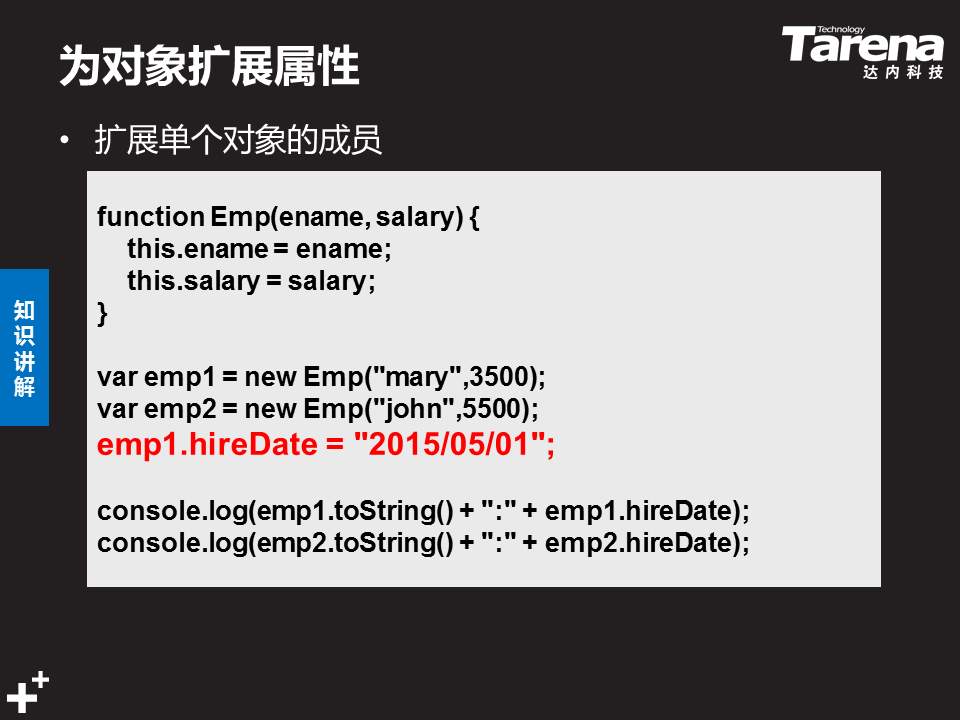 为对象扩展属性
Technology
Tarena
达内科技
• 扩展单个对象的成员
function Emp(ename, salary) {
    this.ename = ename;
    this.salary = salary;
}
var emp1 = new Emp("mary",3500);
var emp2 = new Emp("john",5500);
emp1.hireDate = "2015/05/01";
console.log(emp1.toString() + ":" + emp1.hireDate);
console.log(emp2.toString() + ":" + emp2.hireDate);
知识讲解